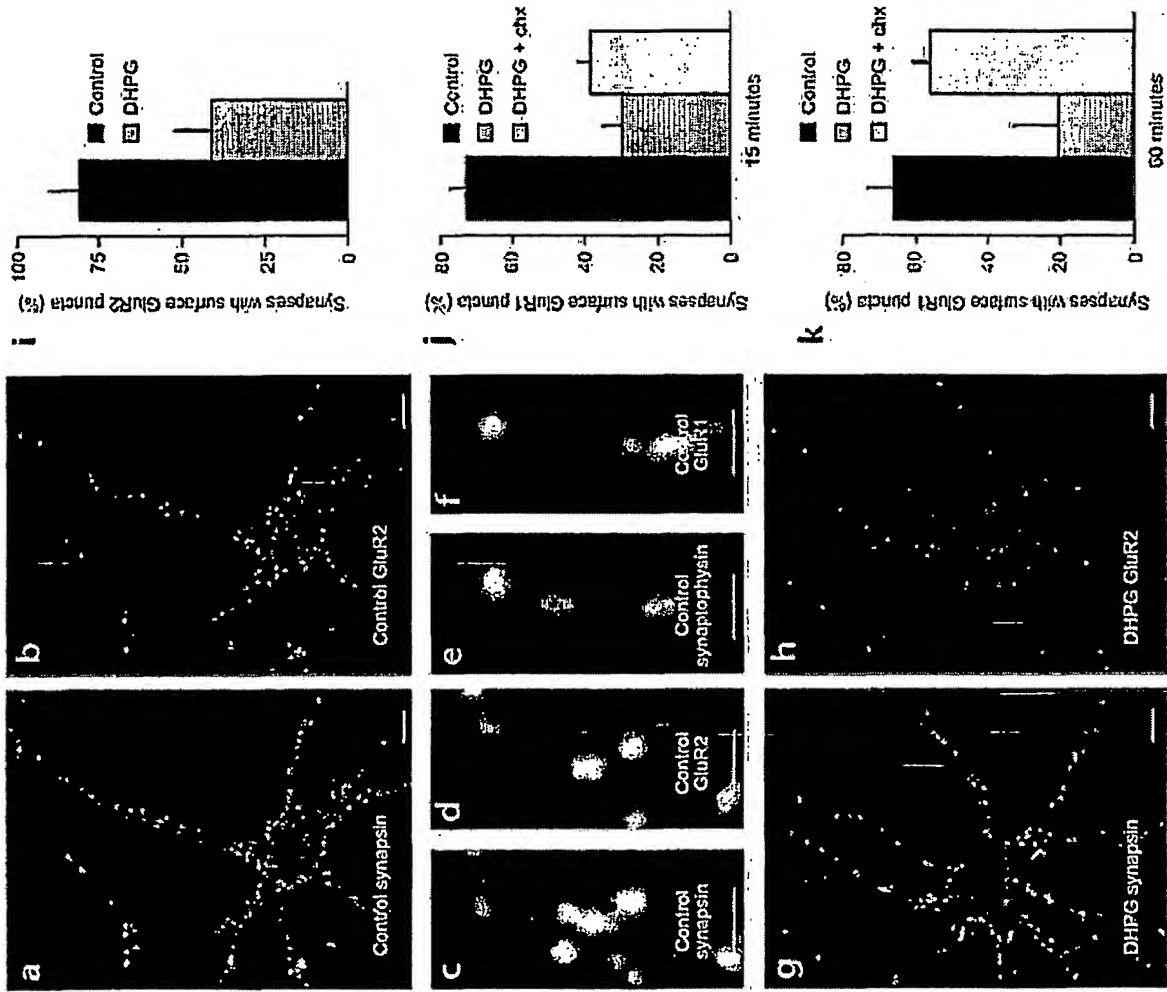 a
Control synapsin
b
Control GluR2
c
Control
synapsin
d
Control
GluR2
e
Control
synaptophysin
f
Control
GluR1
g
DHPG synapsin
h
DHPG GluR2
i
Synapses with surface GluR2 puncta (%)
100
75
50
25
0
Control
DHPG
j
Synapses with surface GluR1 puncta (%)
80
60
40
20
0
Control
DHPG
DHPG + chx
15 minutes
k
Synapses with surface GluR1 puncta (%)
80
60
40
20
0
Control
DHPG
DHPG + chx
60 minutes